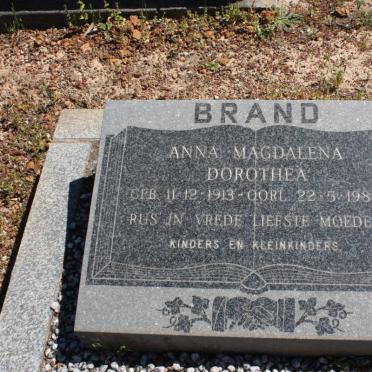 BRAND
ANNA MAGDALENA
DOROTHEA
GEB. 11·12·1913-OORL. 22·5·198
RUS IN VREDE LIEFSTE MOEDE
KINDERS EN KLEINKINDERS.